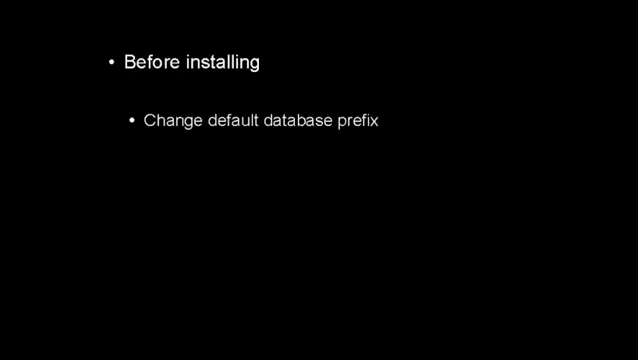 • Before installing
• Change default database prefix